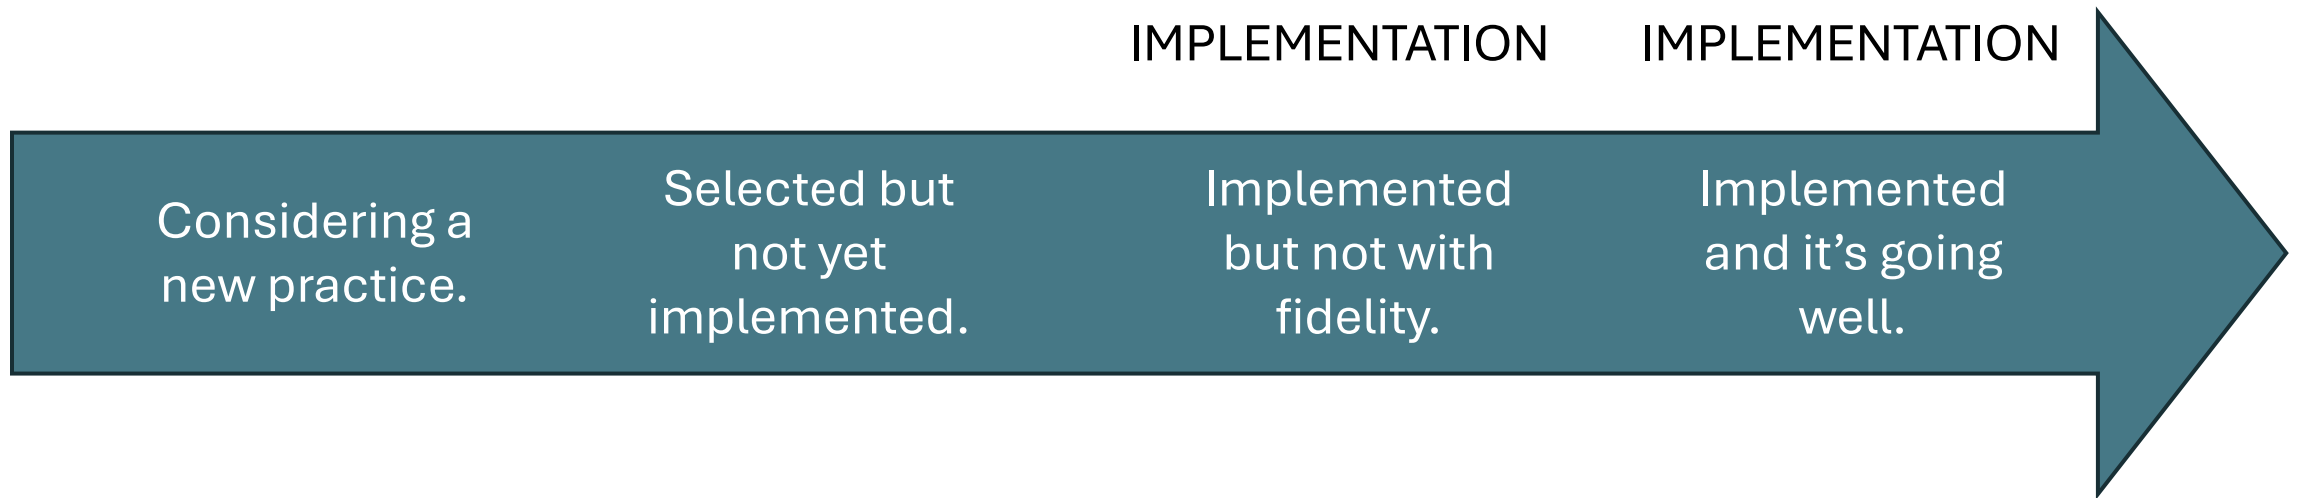 IMPLEMENTATION
IMPLEMENTATION
Considering a
new practice.
Selected but
not yet
implemented.
Implemented
but not with
fidelity.
Implemented
and it’s going
well.